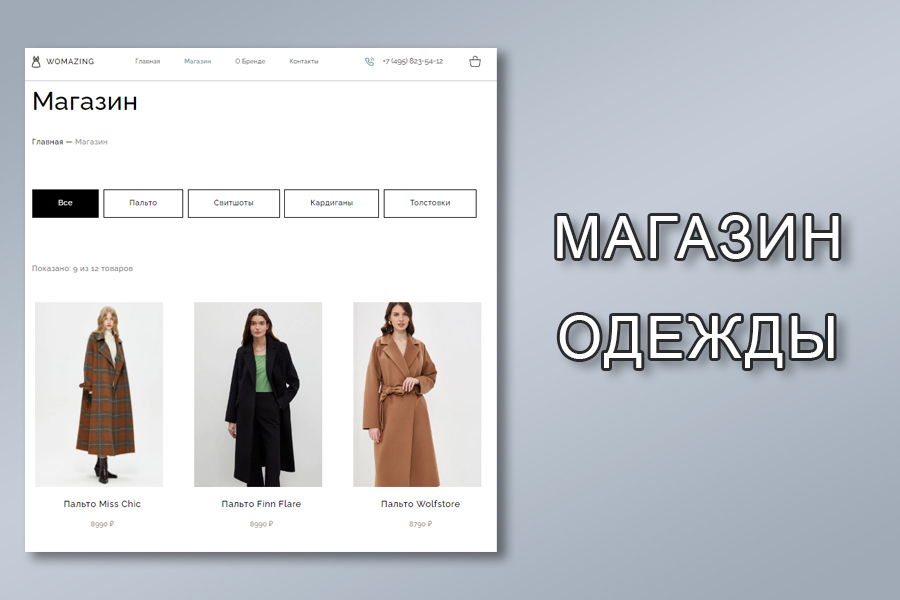 WOMAZING Главная Магазин О Бренде Контакты +7 (495) 823-54-12
Магазин
Главная — Магазин
Все Пальто Свитшоты Кардиганы Толстовки
Показано: 9 из 12 товаров
Пальто Miss Chic Пальто Finn Flare Пальто Wolfstore
8990 ₽ 8990 ₽ 8790 ₽
МАГАЗИН
ОДЕЖДЫ